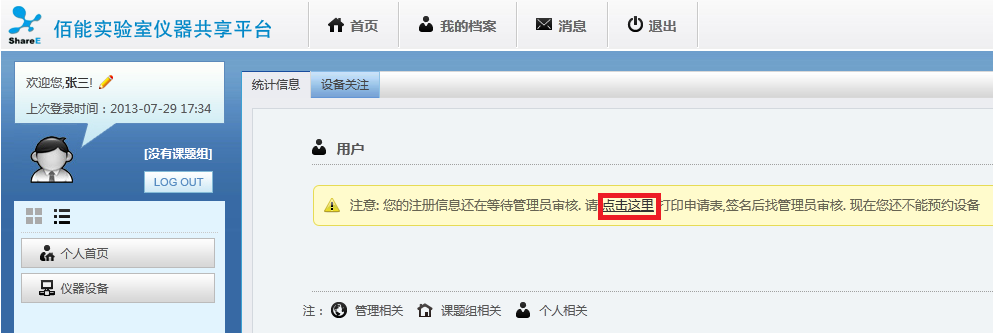 ShareE 佰能实验室仪器共享平台 首页 我的档案 消息 退出
欢迎您,张三!
上次登录时间：2013-07-29 17:34
[没有课题组]
LOG OUT
个人首页
仪器设备
统计信息 设备关注
用户
注意: 您的注册信息还在等待管理员审核. 请 点击这里 打印申请表,签名后找管理员审核. 现在您还不能预约设备
注： 管理相关 课题组相关 个人相关